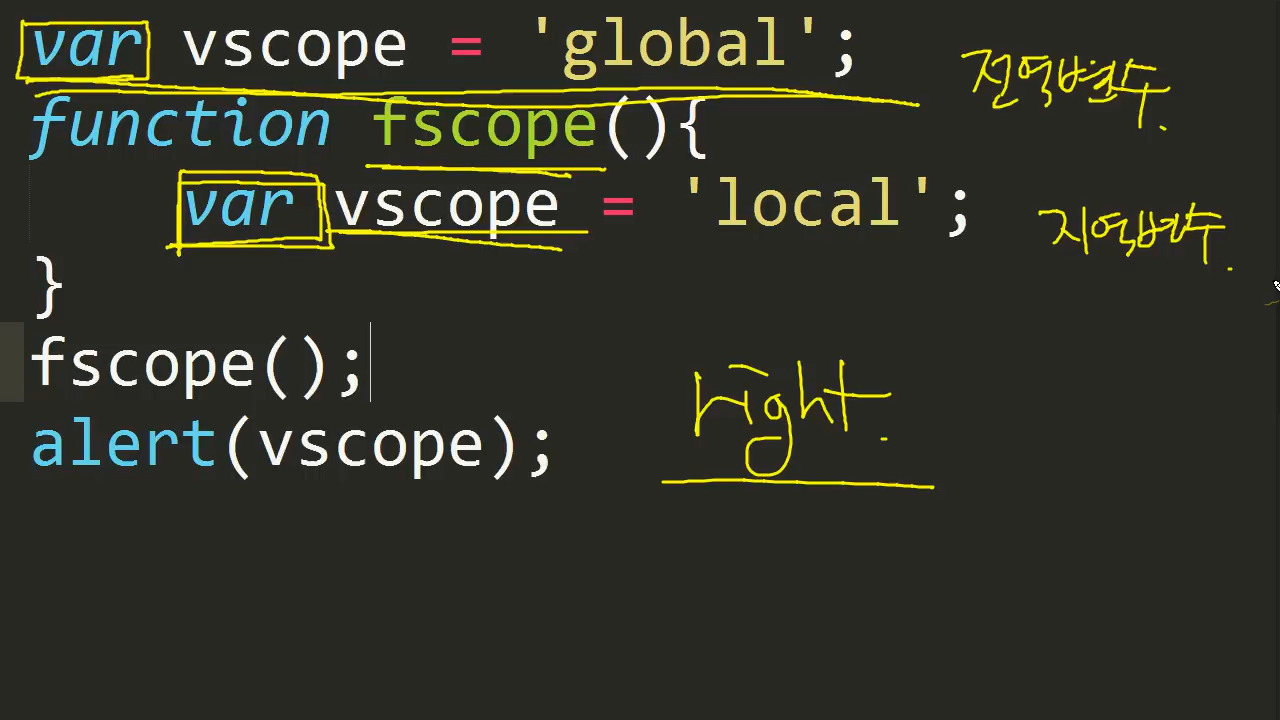 var vscope = 'global';
전역변수.
function fscope(){
var vscope = 'local';
지역변수.
}
fscope();
right.
alert(vscope);